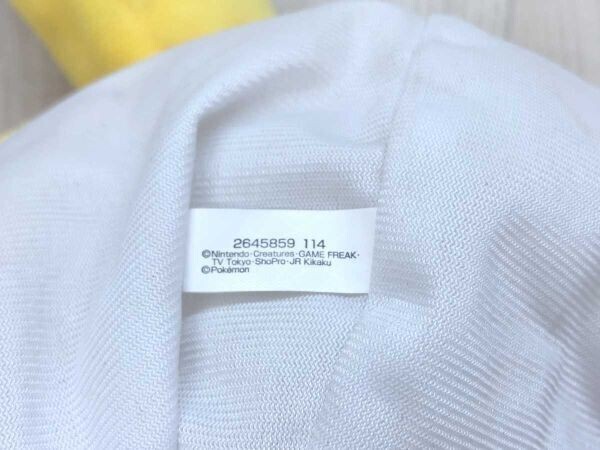 2645859 114
©Nintendo·Creatures·GAME FREAK·
TV Tokyo·ShoPro·JR Kikaku
©Pokémon